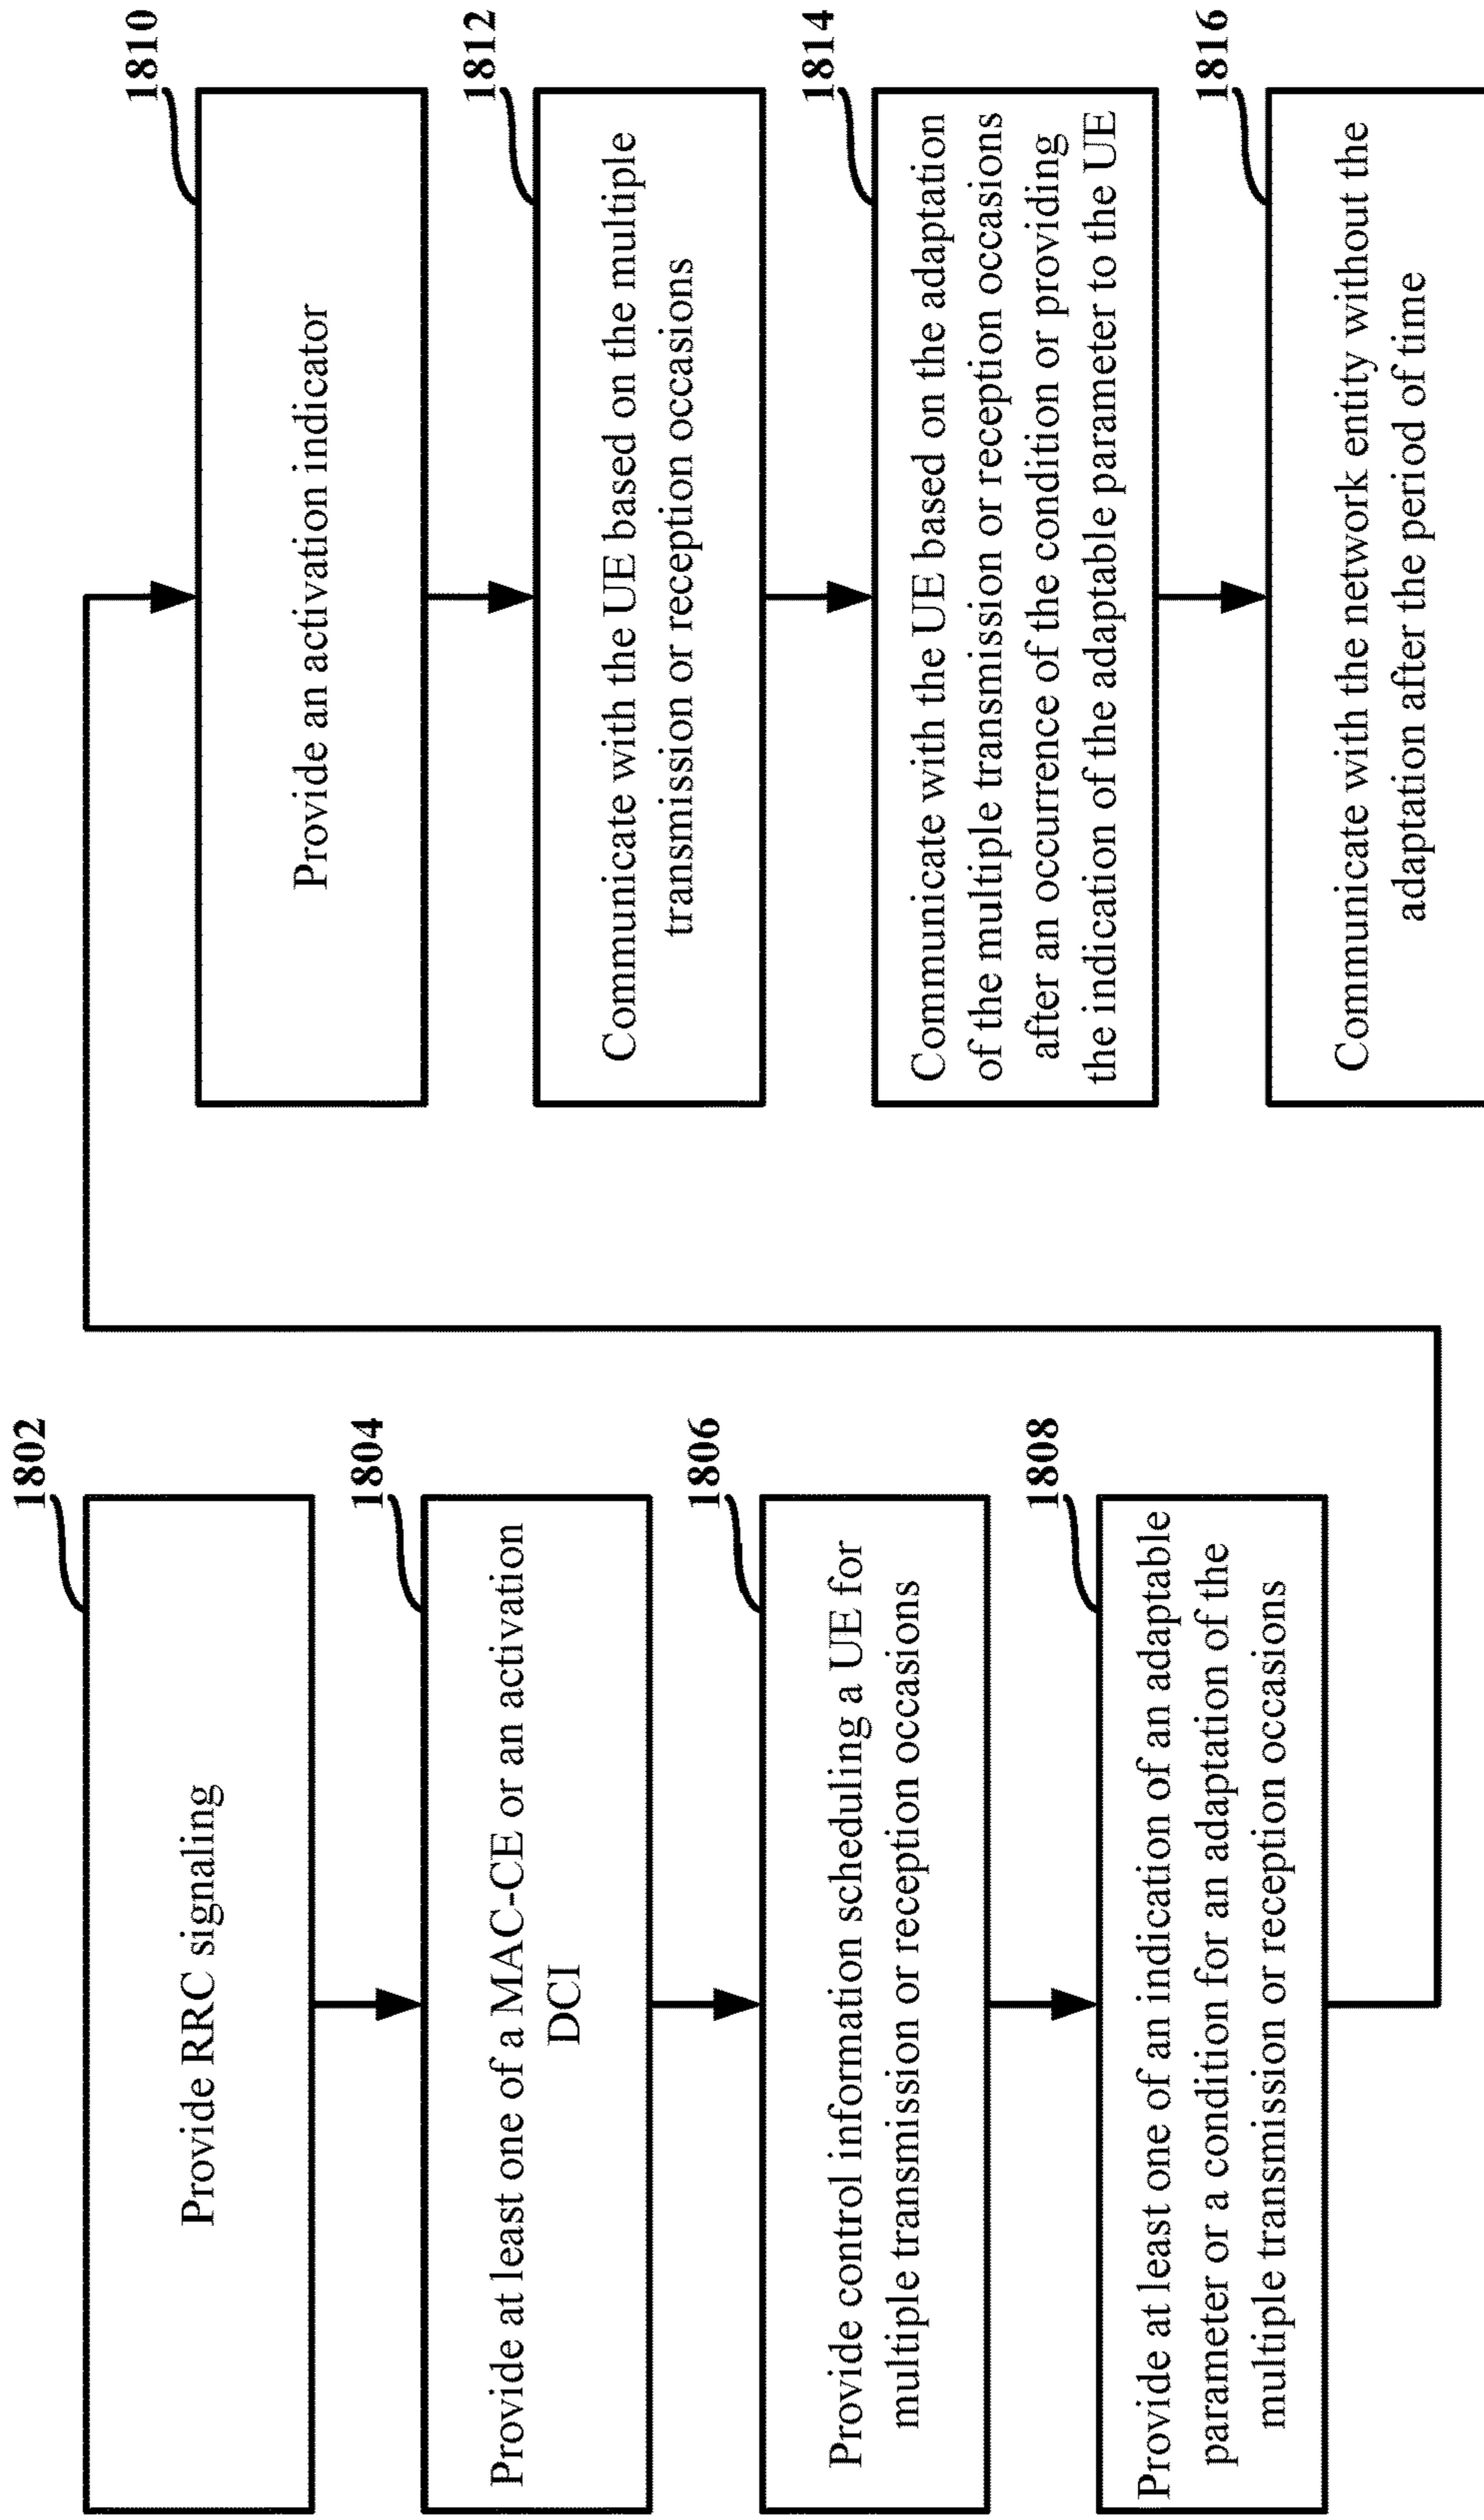 1802
Provide RRC signaling
1804
Provide at least one of a MAC-CE or an activation
DCI
1806
Provide control information scheduling a UE for
multiple transmission or reception occasions
1808
Provide at least one of an indication of an adaptable
parameter or a condition for an adaptation of the
multiple transmission or reception occasions
1810
Provide an activation indicator
1812
Communicate with the UE based on the multiple
transmission or reception occasions
1814
Communicate with the UE based on the adaptation
of the multiple transmission or reception occasions
after an occurrence of the condition or providing
the indication of the adaptable parameter to the UE
1816
Communicate with the network entity without the
adaptation after the period of time